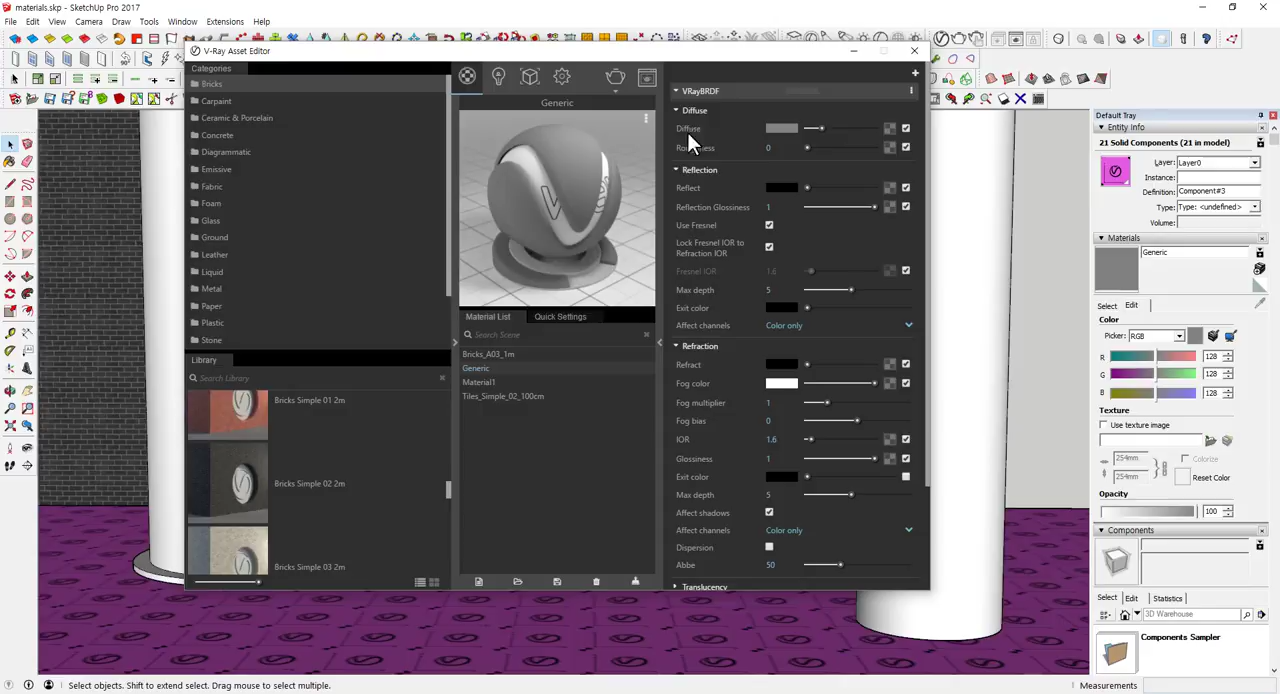 materials.skp - SketchUp Pro 2017
File Edit View Camera Draw Tools Window Extensions Help
V-Ray Asset Editor
Categories
Bricks
Carpaint
Ceramic & Porcelain
Concrete
Diagrammatic
Emissive
Fabric
Foam
Glass
Ground
Leather
Liquid
Metal
Paper
Plastic
Stone
Library
Search Library
Bricks Simple 01 2m
Bricks Simple 02 2m
Bricks Simple 03 2m
Generic
Material List Quick Settings
Search Scene
Bricks_A03_1m
Generic
Material1
Tiles_Simple_02_100cm
VRayBRDF
Diffuse
Diffuse
0
Reflection
Reflect
Reflection Glossiness 1
Use Fresnel
Lock Fresnel IOR to
Refraction IOR
Fresnel IOR 1.6
Max depth 5
Exit color
Affect channels Color only
Refraction
Refract
Fog color
Fog multiplier 1
Fog bias 0
IOR 1.6
Glossiness 1
Exit color
Max depth 5
Affect shadows
Affect channels Color only
Dispersion
Abbe 50
Translucency
Default Tray
Entity Info
21 Solid Components (21 in model)
Layer: Layer0
Instance:
Definition: Component#3
Type: Type: <undefined>
Volume:
Materials
Generic
Select Edit
Color
Picker: RGB
R 128
G 128
B 128
Texture
Use texture image
254mm Colorize
254mm Reset Color
Opacity
100
Components
Select Edit Statistics
3D Warehouse
Components Sampler
Select objects. Shift to extend select. Drag mouse to select multiple.
Measurements